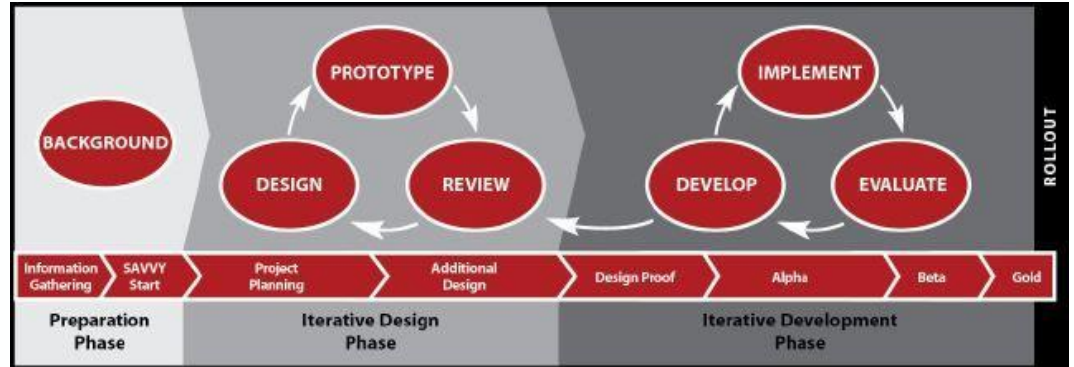 PROTOTYPE
IMPLEMENT
BACKGROUND
DESIGN
REVIEW
DEVELOP
EVALUATE
ROLLOUT
Information
Gathering
SAVVY
Start
Project
Planning
Additional
Design
Design Proof
Alpha
Beta
Gold
Preparation
Phase
Iterative Design
Phase
Iterative Development
Phase